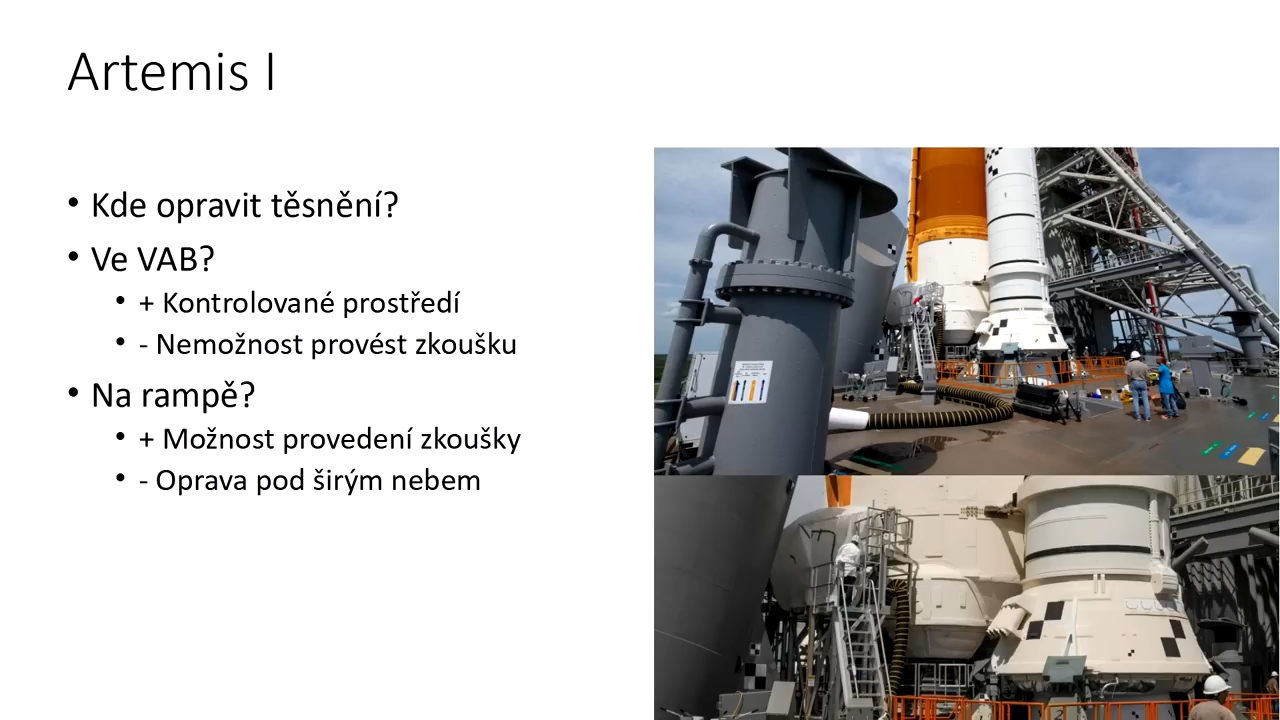 Artemis I
• Kde opravit těsnění?
• Ve VAB?
• + Kontrolované prostředí
• - Nemožnost provést zkoušku
• Na rampě?
• + Možnost provedení zkoušky
• - Oprava pod širým nebem